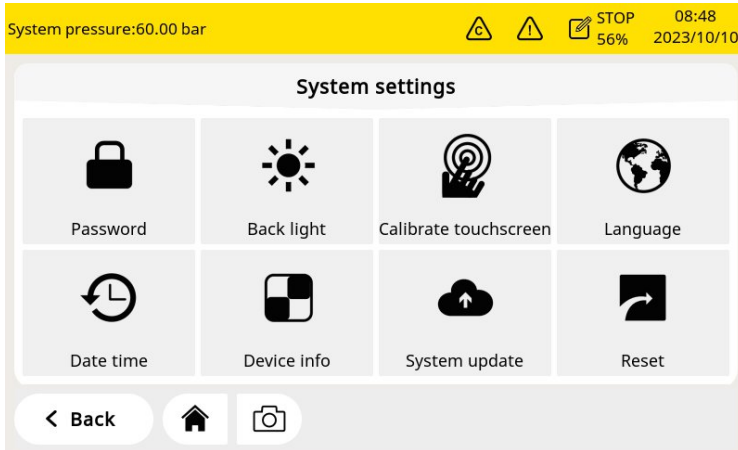 System pressure:60.00 bar
C
STOP
56%
08:48
2023/10/10
System settings
Password
Back light
Calibrate touchscreen
Language
Date time
Device info
System update
Reset
Back